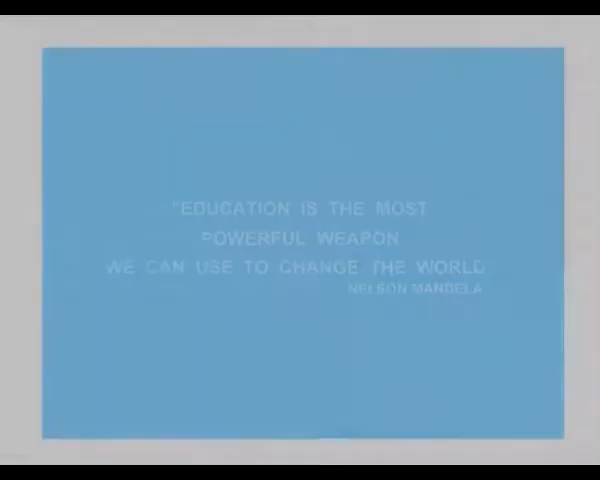 "EDUCATION IS THE MOST
POWERFUL WEAPON
WE CAN USE TO CHANGE THE WORLD
NELSON MANDELA